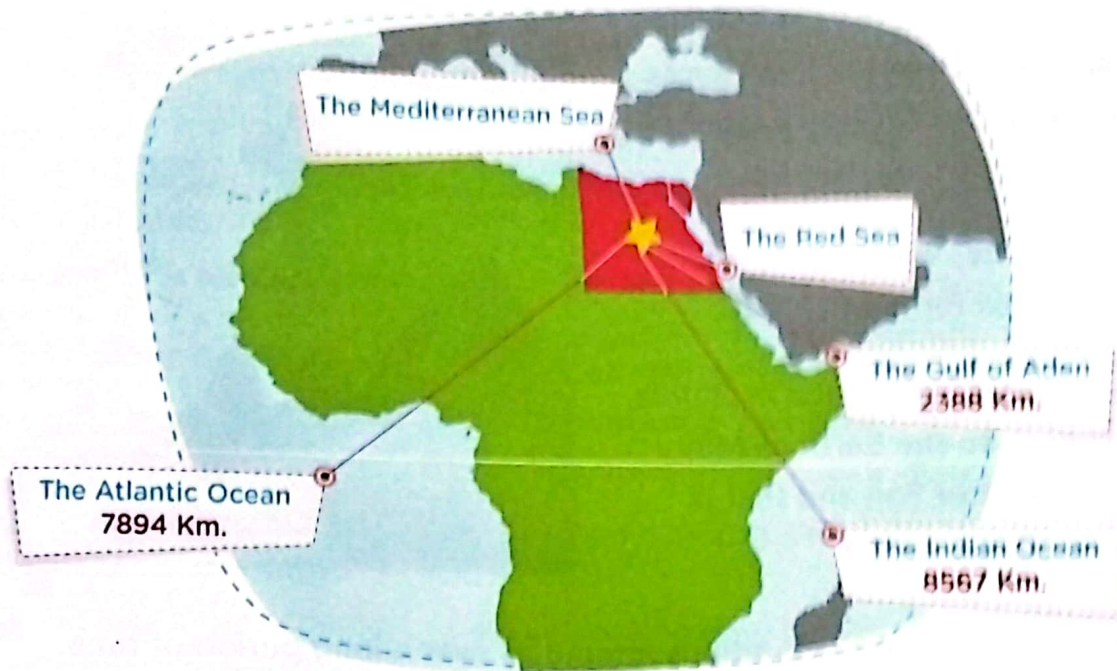 The Mediterranean Sea
The Red Sea
The Gulf of Aden
2388 Km.
The Atlantic Ocean
7894 Km.
The Indian Ocean
8567 Km.